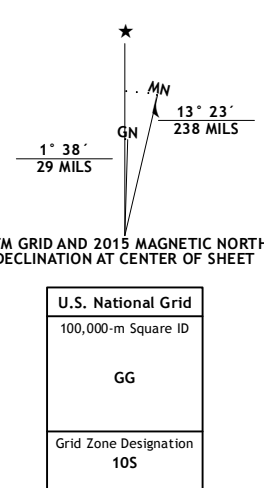 ★
MN
GN
13° 23´
238 MILS
1° 38´
29 MILS
M GRID AND 2015 MAGNETIC NORTH
DECLINATION AT CENTER OF SHEET
U.S. National Grid
100,000-m Square ID
GG
Grid Zone Designation
10S